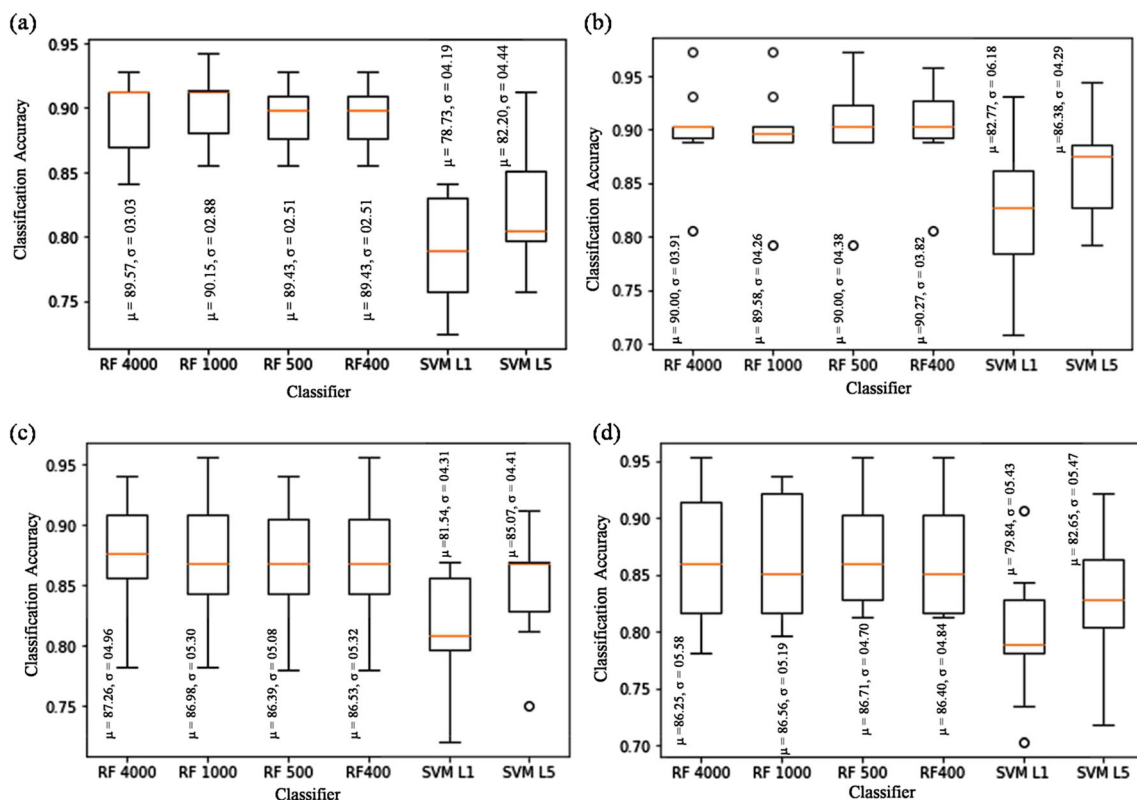 (a)
0.95
0.90
0.85
0.80
0.75
Classification Accuracy
μ = 89.57, σ = 03.03
μ = 90.15, σ = 02.88
μ = 89.43, σ = 02.51
μ = 89.43, σ = 02.51
μ = 78.73, σ = 04.19
μ = 82.20, σ = 04.44
RF 4000 RF 1000 RF 500 RF400 SVM L1 SVM L5
Classifier
(b)
0.95
0.90
0.85
0.80
0.75
0.70
Classification Accuracy
μ = 90.00, σ = 03.91
μ = 89.58, σ = 04.26
μ = 90.00, σ = 04.38
μ =90.27, σ = 03.82
μ =82.77, σ = 06.18
μ =86.38, σ = 04.29
RF 4000 RF 1000 RF 500 RF400 SVM L1 SVM L5
Classifier
(c)
0.95
0.90
0.85
0.80
0.75
Classification Accuracy
μ = 87.26, σ = 04.96
μ = 86.98, σ = 05.30
μ = 86.39, σ = 05.08
μ = 86.53, σ = 05.32
μ =81.54, σ = 04.31
μ =85.07, σ = 04.41
RF 4000 RF 1000 RF 500 RF400 SVM L1 SVM L5
Classifier
(d)
0.95
0.90
0.85
0.80
0.75
0.70
Classification Accuracy
μ =86.25, σ = 05.58
μ = 86.56, σ = 05.19
μ = 86.71, σ = 04.70
μ = 86.40, σ = 04.84
μ = 79.84, σ = 05.43
μ = 82.65, σ = 05.47
RF 4000 RF 1000 RF 500 RF400 SVM L1 SVM L5
Classifier